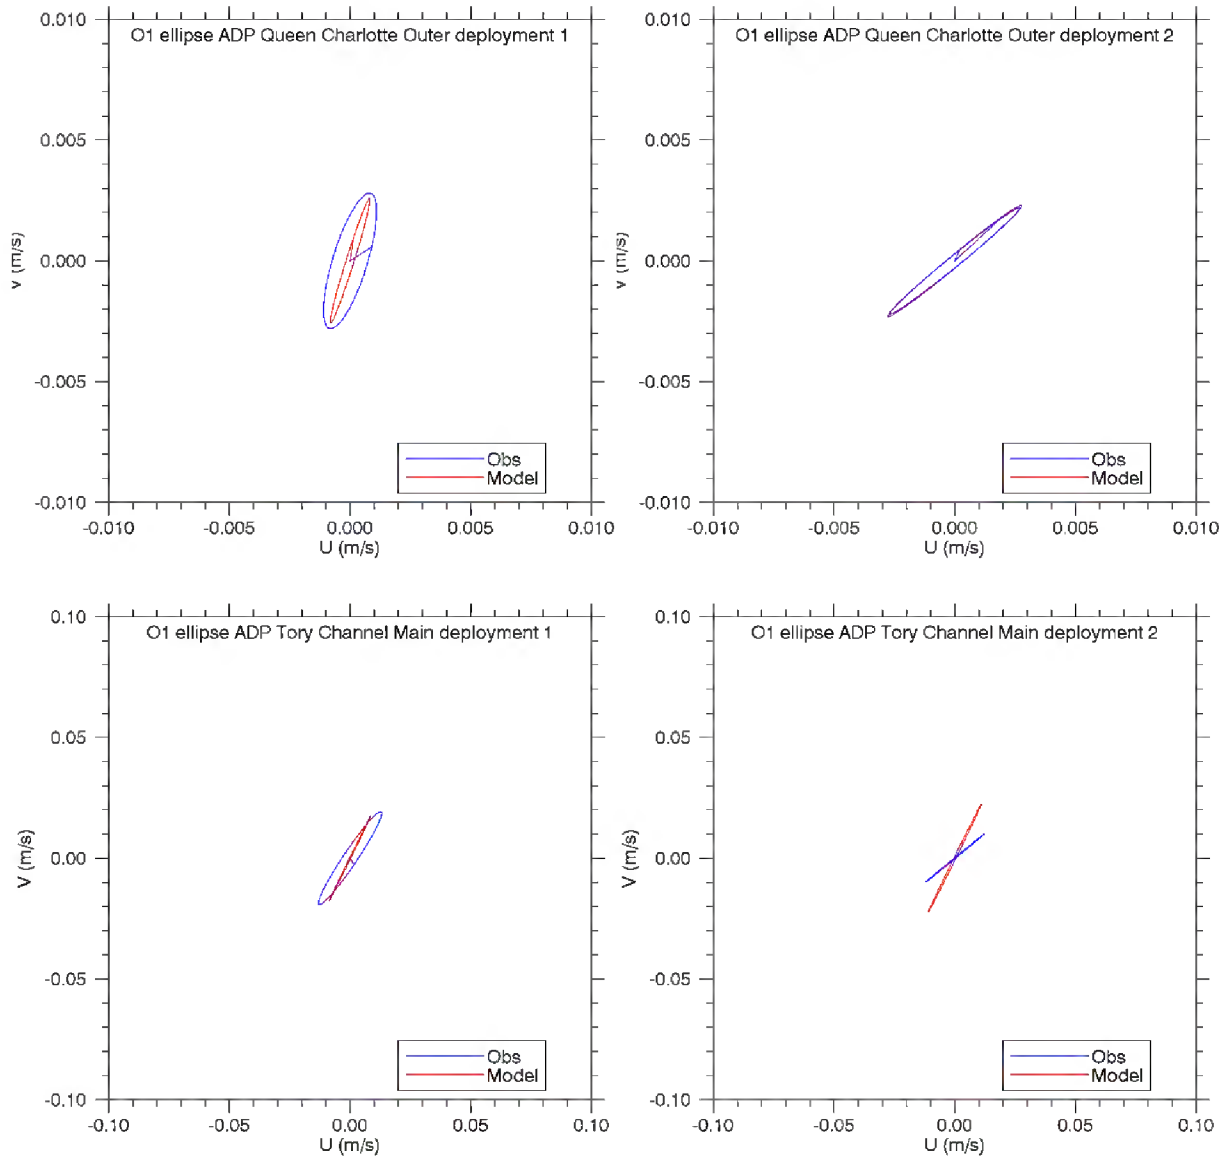 O1 ellipse ADP Queen Charlotte Outer deployment 1
0.010
0.005
0.000
-0.005
-0.010
V (m/s)
Obs
Model
-0.010 -0.005 0.000 0.005 0.010
U (m/s)
O1 ellipse ADP Queen Charlotte Outer deployment 2
0.010
0.005
0.000
-0.005
-0.010
V (m/s)
Obs
Model
-0.010 -0.005 0.000 0.005 0.010
U (m/s)
O1 ellipse ADP Tory Channel Main deployment 1
0.10
0.05
0.00
-0.05
-0.10
V (m/s)
Obs
Model
-0.10 -0.05 0.00 0.05 0.10
U (m/s)
O1 ellipse ADP Tory Channel Main deployment 2
0.10
0.05
0.00
-0.05
-0.10
V (m/s)
Obs
Model
-0.10 -0.05 0.00 0.05 0.10
U (m/s)